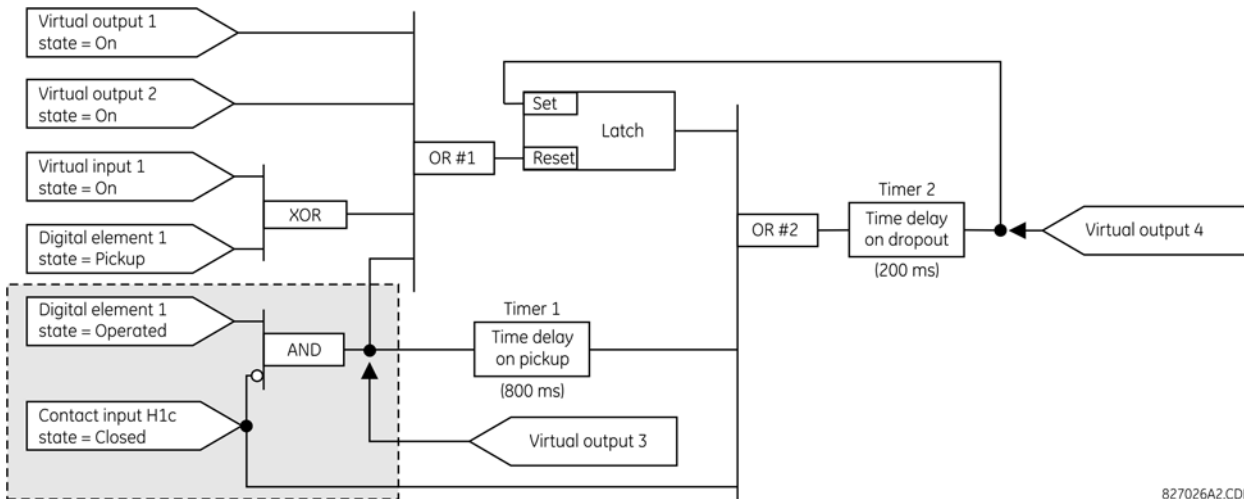 Virtual output 1
state = On
Virtual output 2
state = On
Virtual input 1
state = On
Digital element 1
state = Pickup
Digital element 1
state = Operated
Contact input H1c
state = Closed
XOR
AND
OR #1
Set
Latch
Reset
Timer 1
Time delay
on pickup
(800 ms)
Virtual output 3
OR #2
Timer 2
Time delay
on dropout
(200 ms)
Virtual output 4
827026A2.CD